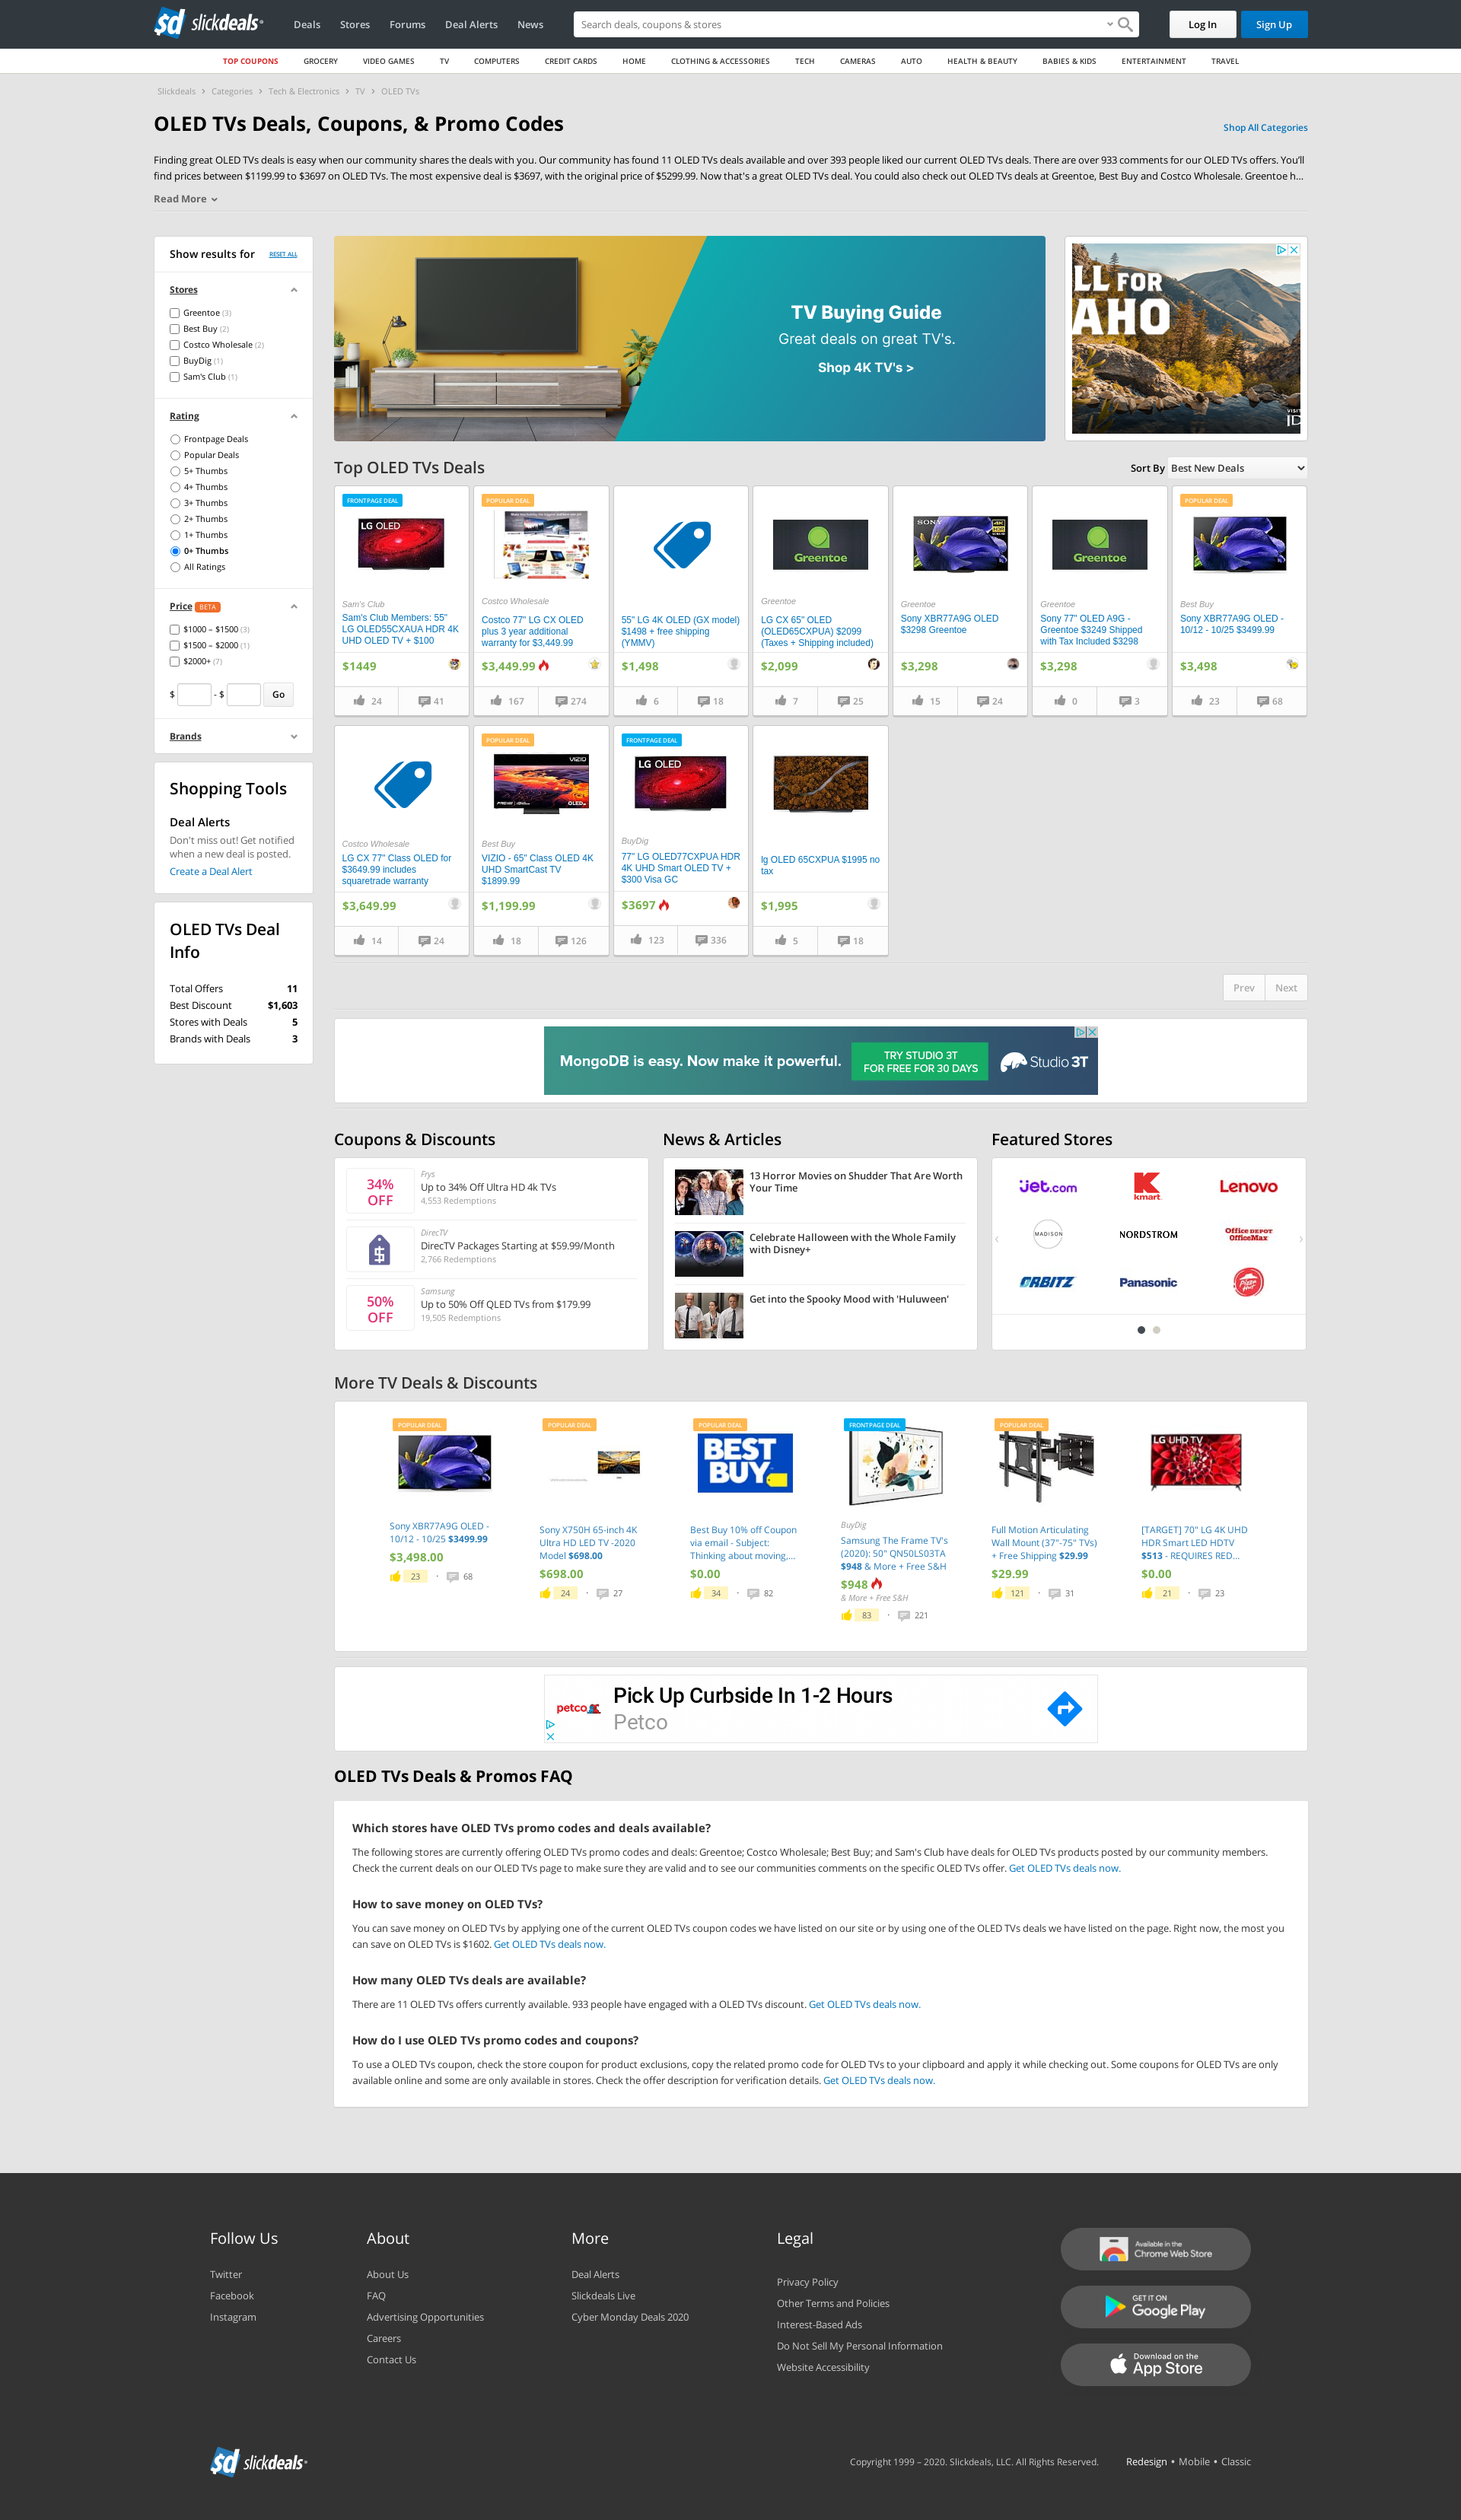 sd slickdeals
Deals
Stores
Forums
Deal Alerts
News
Search deals, coupons & stores
Log In
Sign Up
TOP COUPONS
GROCERY
VIDEO GAMES
TV
COMPUTERS
CREDIT CARDS
HOME
CLOTHING & ACCESSORIES
TECH
CAMERAS
AUTO
HEALTH & BEAUTY
BABIES & KIDS
ENTERTAINMENT
TRAVEL
Slickdeals > Categories > Tech & Electronics > TV > OLED TVs
OLED TVs Deals, Coupons, & Promo Codes
Shop All Categories
Finding great OLED TVs deals is easy when our community shares the deals with you. Our community has found 11 OLED TVs deals available and over 393 people liked our current OLED TVs deals. There are over 933 comments for our OLED TVs offers. You'll
find prices between $1199.99 to $3697 on OLED TVs. The most expensive deal is $3697, with the original price of $5299.99. Now that's a great OLED TVs deal. You could also check out OLED TVs deals at Greentoe, Best Buy and Costco Wholesale. Greentoe h...
Read More
Show results for
RESET ALL
Stores
Greentoe (3)
Best Buy (2)
Costco Wholesale (2)
BuyDig (1)
Sam's Club (1)
Rating
Frontpage Deals
Popular Deals
5+ Thumbs
4+ Thumbs
3+ Thumbs
2+ Thumbs
1+ Thumbs
0+ Thumbs
All Ratings
Price BETA
$1000 – $1500 (3)
$1500 – $2000 (1)
$2000+ (7)
$ - $ Go
Brands
Shopping Tools
Deal Alerts
Don't miss out! Get notified
when a new deal is posted.
Create a Deal Alert
OLED TVs Deal
Info
Total Offers 11
Best Discount $1,603
Stores with Deals 5
Brands with Deals 3
TV Buying Guide
Great deals on great TV's.
Shop 4K TV's >
LL FOR
AHO
VISIT
ID
Top OLED TVs Deals
Sort By Best New Deals
FRONTPAGE DEAL
LG OLED
Sam's Club
Sam's Club Members: 55"
LG OLED55CXAUA HDR 4K
UHD OLED TV + $100
$1449
24 41
POPULAR DEAL
Costco Wholesale
Costco 77" LG CX OLED
plus 3 year additional
warranty for $3,449.99
$3,449.99
167 274
55" LG 4K OLED (GX model)
$1498 + free shipping
(YMMV)
$1,498
6 18
Greentoe
Greentoe
LG CX 65" OLED
(OLED65CXPUA) $2099
(Taxes + Shipping included)
$2,099
7 25
SONY
4K
HDR
Greentoe
Sony XBR77A9G OLED
$3298 Greentoe
$3,298
15 24
Greentoe
Greentoe
Sony 77" OLED A9G -
Greentoe $3249 Shipped
with Tax Included $3298
$3,298
0 3
POPULAR DEAL
Best Buy
Sony XBR77A9G OLED -
10/12 - 10/25 $3499.99
$3,498
23 68
Costco Wholesale
LG CX 77" Class OLED for
$3649.99 includes
squaretrade warranty
$3,649.99
14 24
POPULAR DEAL
VIZIO
OLED
Best Buy
VIZIO - 65" Class OLED 4K
UHD SmartCast TV
$1899.99
$1,199.99
18 126
FRONTPAGE DEAL
LG OLED
BuyDig
77" LG OLED77CXPUA HDR
4K UHD Smart OLED TV +
$300 Visa GC
$3697
123 336
lg OLED 65CXPUA $1995 no
tax
$1,995
5 18
Prev
Next
MongoDB is easy. Now make it powerful.
TRY STUDIO 3T
FOR FREE FOR 30 DAYS
Studio 3T
Coupons & Discounts
34%
OFF
Frys
Up to 34% Off Ultra HD 4k TVs
4,553 Redemptions
DirecTV
DirecTV Packages Starting at $59.99/Month
2,766 Redemptions
50%
OFF
Samsung
Up to 50% Off QLED TVs from $179.99
19,505 Redemptions
News & Articles
13 Horror Movies on Shudder That Are Worth
Your Time
Celebrate Halloween with the Whole Family
with Disney+
Get into the Spooky Mood with 'Huluween'
Featured Stores
jet.com
kmart
Lenovo
MADISON
NORDSTROM
Office DEPOT
OfficeMax
ORBITZ
Panasonic
Pizza Hut
More TV Deals & Discounts
POPULAR DEAL
Sony XBR77A9G OLED -
10/12 - 10/25 $3499.99
$3,498.00
23 · 68
POPULAR DEAL
Sony X750H 65-inch 4K
Ultra HD LED TV -2020
Model $698.00
$698.00
24 · 27
POPULAR DEAL
BEST
BUY
Best Buy 10% off Coupon
via email - Subject:
Thinking about moving,...
$0.00
34 · 82
FRONTPAGE DEAL
BuyDig
Samsung The Frame TV's
(2020): 50" QN50LS03TA
$948 & More + Free S&H
$948
& More + Free S&H
83 · 221
POPULAR DEAL
Full Motion Articulating
Wall Mount (37"-75" TVs)
+ Free Shipping $29.99
$29.99
121 · 31
LG UHD TV
[TARGET] 70" LG 4K UHD
HDR Smart LED HDTV
$513 - REQUIRES RED...
$0.00
21 · 23
petco
Pick Up Curbside In 1-2 Hours
Petco
OLED TVs Deals & Promos FAQ
Which stores have OLED TVs promo codes and deals available?
The following stores are currently offering OLED TVs promo codes and deals: Greentoe; Costco Wholesale; Best Buy; and Sam's Club have deals for OLED TVs products posted by our community members.
Check the current deals on our OLED TVs page to make sure they are valid and to see our communities comments on the specific OLED TVs offer. Get OLED TVs deals now.
How to save money on OLED TVs?
You can save money on OLED TVs by applying one of the current OLED TVs coupon codes we have listed on our site or by using one of the OLED TVs deals we have listed on the page. Right now, the most you
can save on OLED TVs is $1602. Get OLED TVs deals now.
How many OLED TVs deals are available?
There are 11 OLED TVs offers currently available. 933 people have engaged with a OLED TVs discount. Get OLED TVs deals now.
How do I use OLED TVs promo codes and coupons?
To use a OLED TVs coupon, check the store coupon for product exclusions, copy the related promo code for OLED TVs to your clipboard and apply it while checking out. Some coupons for OLED TVs are only
available online and some are only available in stores. Check the offer description for verification details. Get OLED TVs deals now.
Follow Us
Twitter
Facebook
Instagram
About
About Us
FAQ
Advertising Opportunities
Careers
Contact Us
More
Deal Alerts
Slickdeals Live
Cyber Monday Deals 2020
Legal
Privacy Policy
Other Terms and Policies
Interest-Based Ads
Do Not Sell My Personal Information
Website Accessibility
Available in the
Chrome Web Store
GET IT ON
Google Play
Download on the
App Store
sd slickdeals
Copyright 1999 – 2020. Slickdeals, LLC. All Rights Reserved.
Redesign • Mobile • Classic